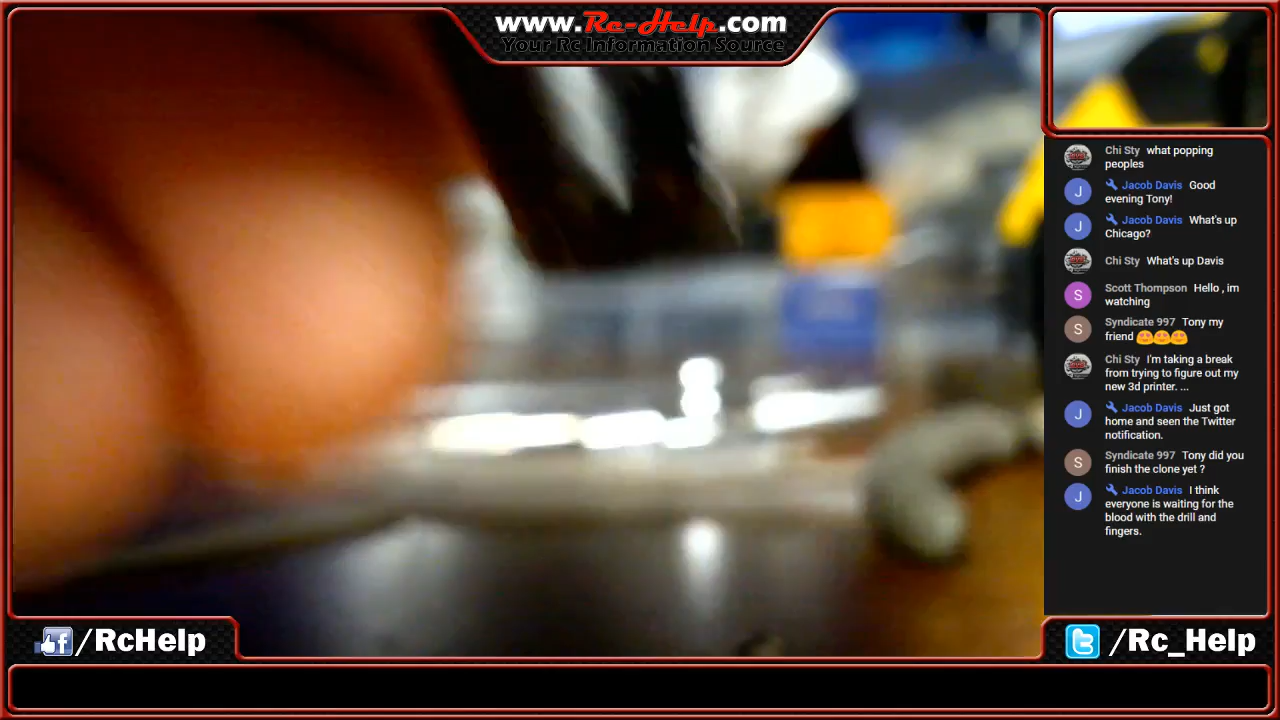 www.Rc-Help.com
Your Rc Information Source
Chi Sty what popping
peoples
J
Jacob Davis Good
evening Tony!
J
Jacob Davis What's up
Chicago?
Chi Sty What's up Davis
S
Scott Thompson Hello , im
watching
S
Syndicate 997 Tony my
friend 😍😍😍
Chi Sty I'm taking a break
from trying to figure out my
new 3d printer. ...
J
Jacob Davis Just got
home and seen the Twitter
notification.
S
Syndicate 997 Tony did you
finish the clone yet ?
J
Jacob Davis I think
everyone is waiting for the
blood with the drill and
fingers.
f /RcHelp
t /Rc_Help